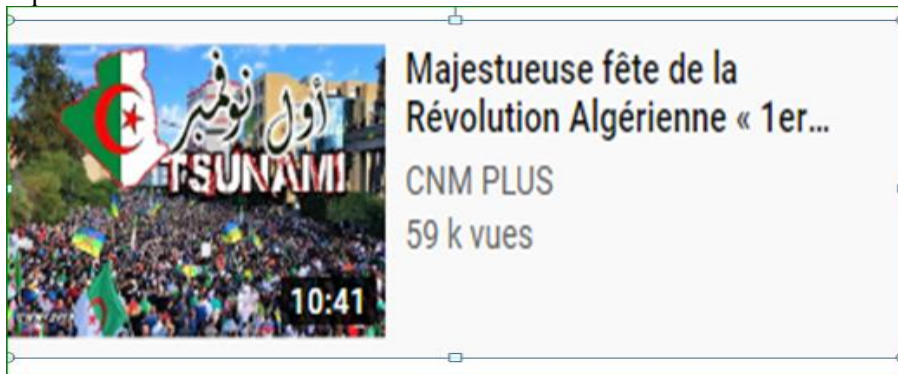 أول نوفمبر
TSUNAMI
10:41
Majestueuse fête de la
Révolution Algérienne « 1er...
CNM PLUS
59 k vues